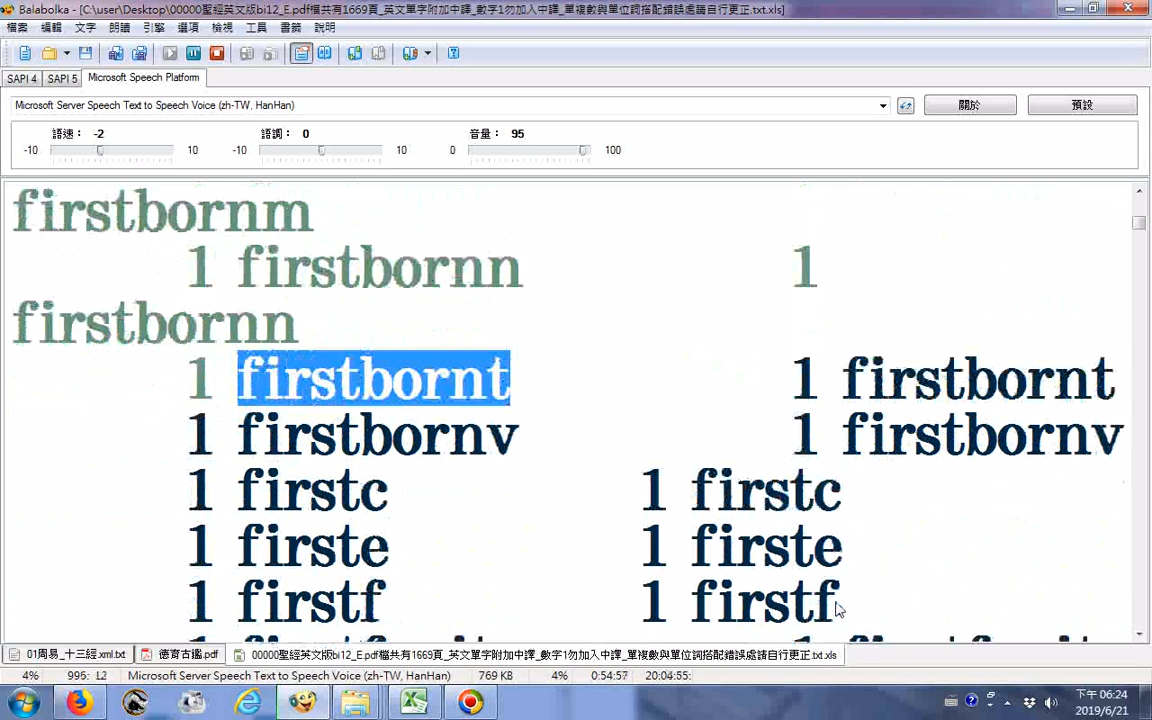 Balabolka - [C:\user\Desktop\00000聖經英文版bi12_E.pdf檔共有1669頁_英文單字附加中譯_數字1勿加入中譯_單複數與單位詞搭配錯誤處請自行更正.txt.xls]
檔案 編輯 文字 朗讀 引擎 選項 檢視 工具 書籤 說明
SAPI 4 SAPI 5 Microsoft Speech Platform
Microsoft Server Speech Text to Speech Voice (zh-TW, HanHan) 關於 預設
語速： -2 語調： 0 音量： 95
-10 10 -10 10 0 100
firstbornm
1 firstbornn 1
firstbornn
1 firstbornt 1 firstbornt
1 firstbornv 1 firstbornv
1 firstc 1 firstc
1 firste 1 firste
1 firstf 1 firstf
01周易_十三經.xml.txt 德育古鑑.pdf 00000聖經英文版bi12_E.pdf檔共有1669頁_英文單字附加中譯_數字1勿加入中譯_單複數與單位詞搭配錯誤處請自行更正.txt.xls
4% 995: 12 Microsoft Server Speech Text to Speech Voice (zh-TW, HanHan) 769 KB 4% 0:54:57 20:04:55:
下午 06:24
2019/6/21